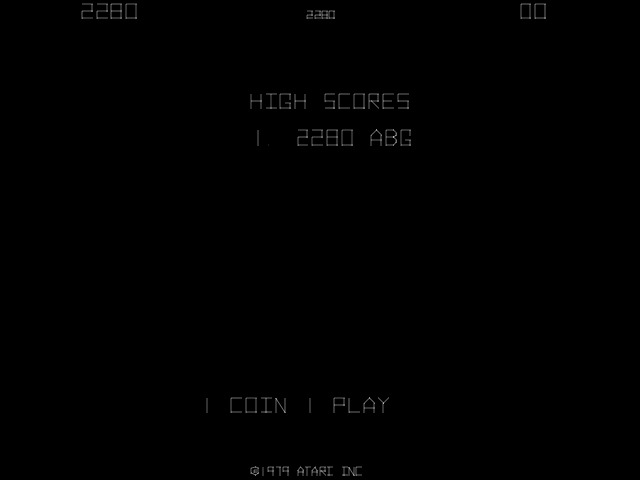 2280 2280 00
HIGH SCORES
1. 2280 ABG
1 COIN 1 PLAY
©1979 ATARI INC